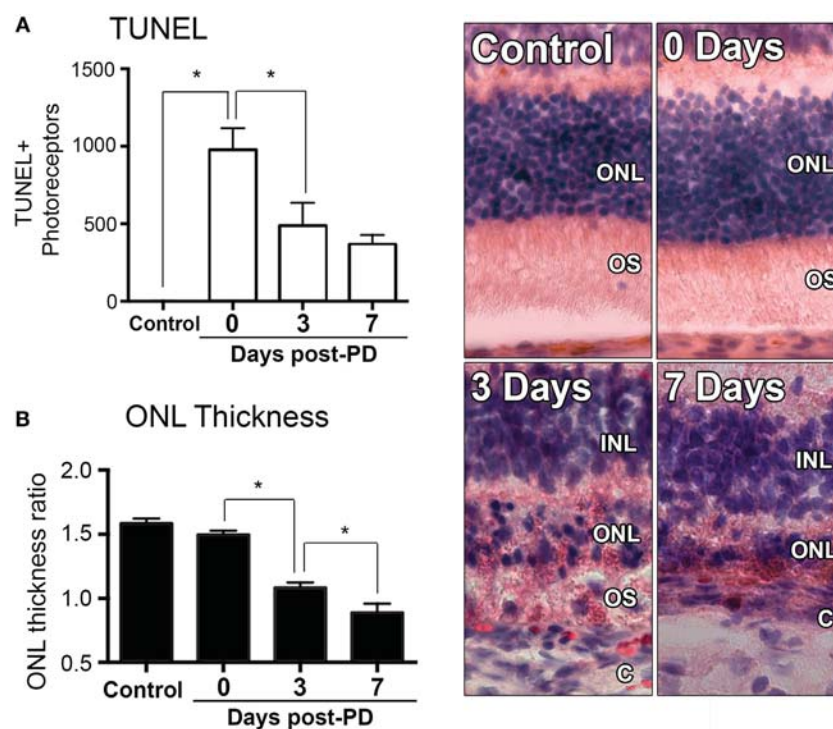 A TUNEL
TUNEL+
Photoreceptors
1500
1000
500
0
*
*
Control 0 3 7
Days post-PD
B ONL Thickness
ONL thickness ratio
2.0
1.5
1.0
0.5
*
*
Control 0 3 7
Days post-PD
Control
ONL
OS
0 Days
ONL
OS
3 Days
INL
ONL
OS
C
7 Days
INL
ONL
C